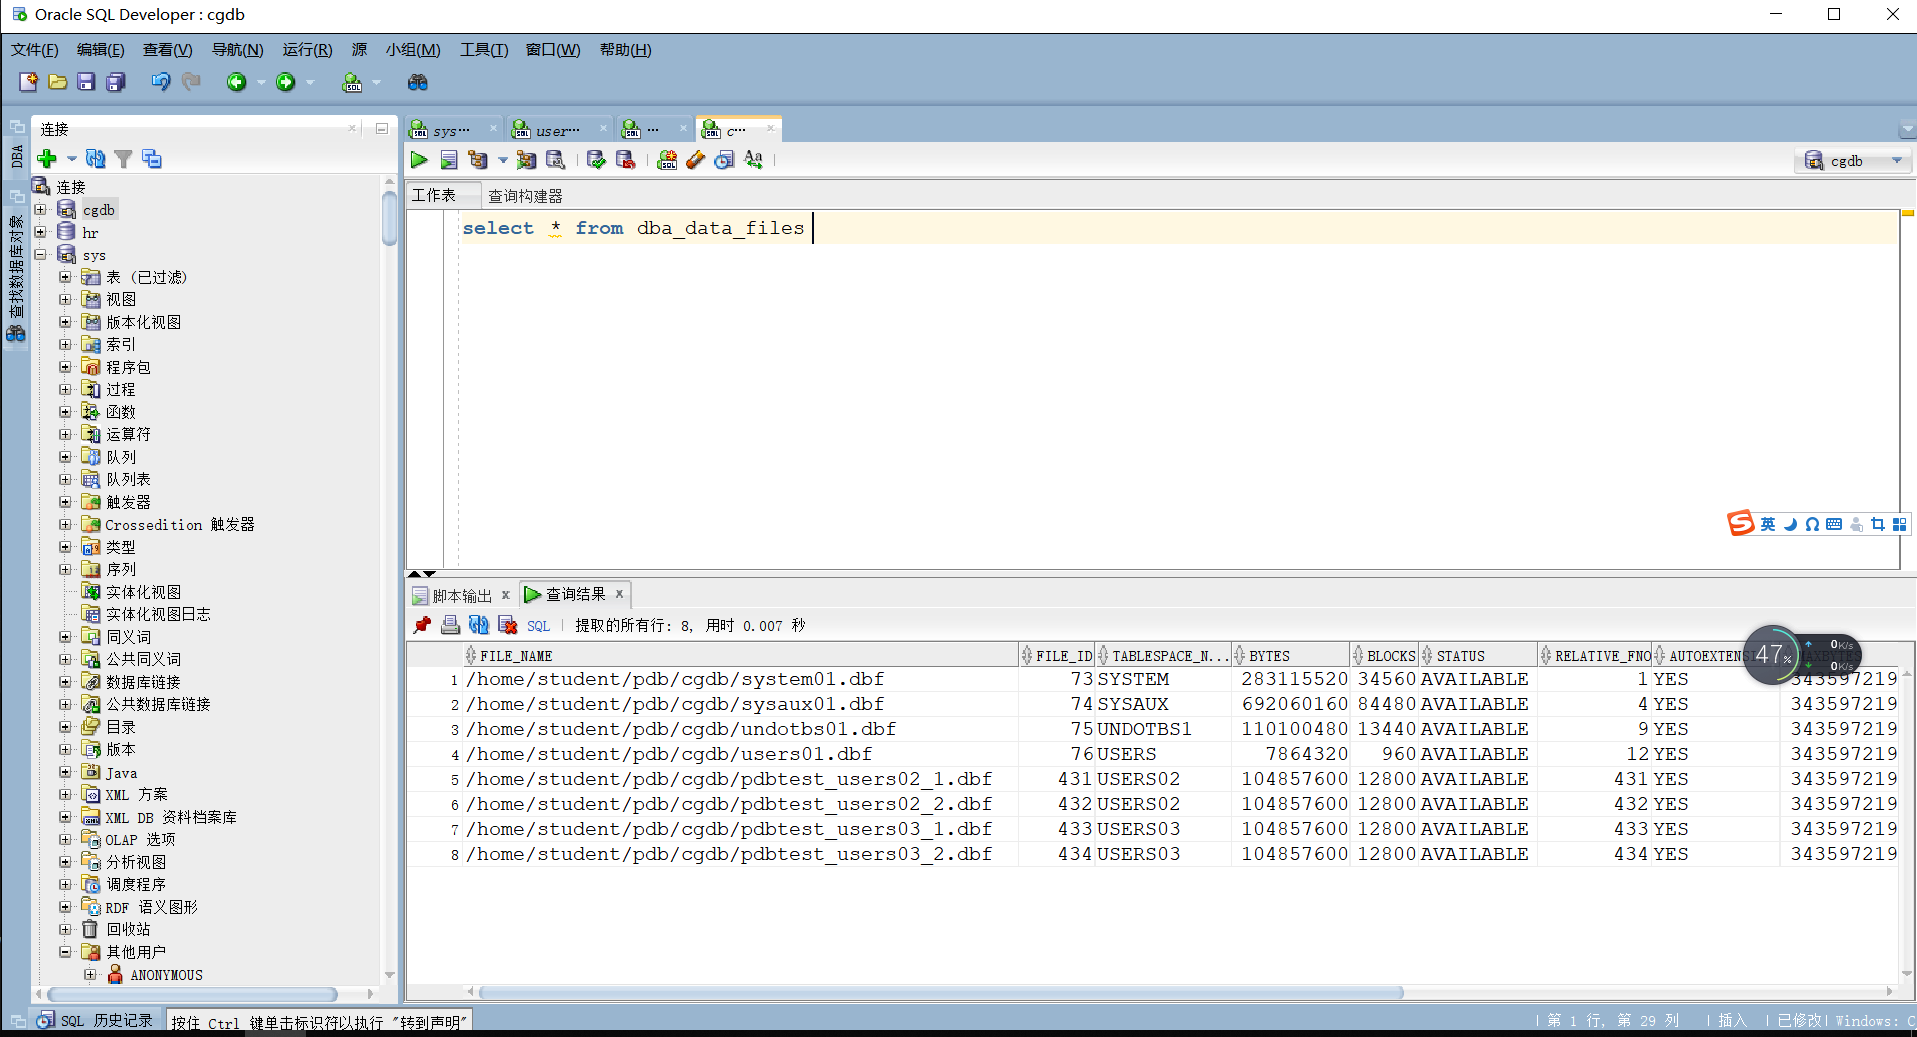 Oracle SQL Developer : cgdb
文件(F) 编辑(E) 查看(V) 导航(N) 运行(R) 源 小组(M) 工具(T) 窗口(W) 帮助(H)
DBA
查找数据库对象
连接
连接
cgdb
hr
sys
表 (已过滤)
视图
版本化视图
索引
程序包
过程
函数
运算符
队列
队列表
触发器
Crossedition 触发器
类型
序列
实体化视图
实体化视图日志
同义词
公共同义词
数据库链接
公共数据库链接
目录
版本
Java
XML 方案
XML DB 资料档案库
OLAP 选项
分析视图
调度程序
RDF 语义图形
回收站
其他用户
ANONYMOUS
sys… user… … c…
cgdb
工作表 查询构建器
select * from dba_data_files
英
脚本输出 查询结果
SQL 提取的所有行: 8, 用时 0.007 秒
FILE_NAME FILE_ID TABLESPACE_N... BYTES BLOCKS STATUS RELATIVE_FNO AUTOEXTENSI
47% 0K/s 0K/s
1 /home/student/pdb/cgdb/system01.dbf 73 SYSTEM 283115520 34560 AVAILABLE 1 YES 343597219
2 /home/student/pdb/cgdb/sysaux01.dbf 74 SYSAUX 692060160 84480 AVAILABLE 4 YES 343597219
3 /home/student/pdb/cgdb/undotbs01.dbf 75 UNDOTBS1 110100480 13440 AVAILABLE 9 YES 343597219
4 /home/student/pdb/cgdb/users01.dbf 76 USERS 7864320 960 AVAILABLE 12 YES 343597219
5 /home/student/pdb/cgdb/pdbtest_users02_1.dbf 431 USERS02 104857600 12800 AVAILABLE 431 YES 343597219
6 /home/student/pdb/cgdb/pdbtest_users02_2.dbf 432 USERS02 104857600 12800 AVAILABLE 432 YES 343597219
7 /home/student/pdb/cgdb/pdbtest_users03_1.dbf 433 USERS03 104857600 12800 AVAILABLE 433 YES 343597219
8 /home/student/pdb/cgdb/pdbtest_users03_2.dbf 434 USERS03 104857600 12800 AVAILABLE 434 YES 343597219
SQL 历史记录 按住 Ctrl 键单击标识符以执行 "转到声明" 第 1 行, 第 29 列 插入 已修改 Windows: C